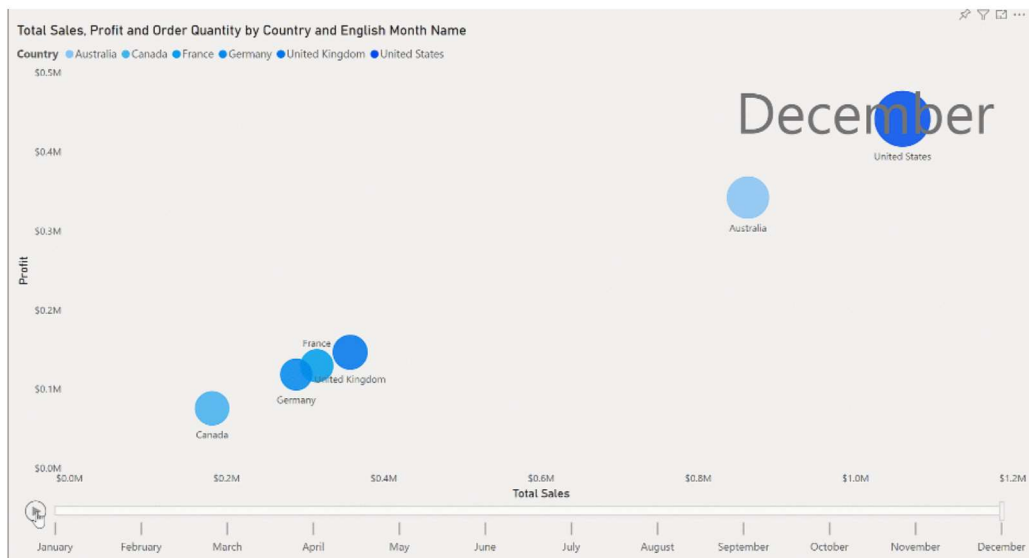 Total Sales, Profit and Order Quantity by Country and English Month Name
Country Australia Canada France Germany United Kingdom United States
$0.5M
December
$0.4M
United States
Australia
$0.3M
Profit
$0.2M
France
United Kingdom
$0.1M
Germany
Canada
$0.0M
$0.0M $0.2M $0.4M $0.6M $0.8M $1.0M $1.2M
Total Sales
January February March April May June July August September October November December